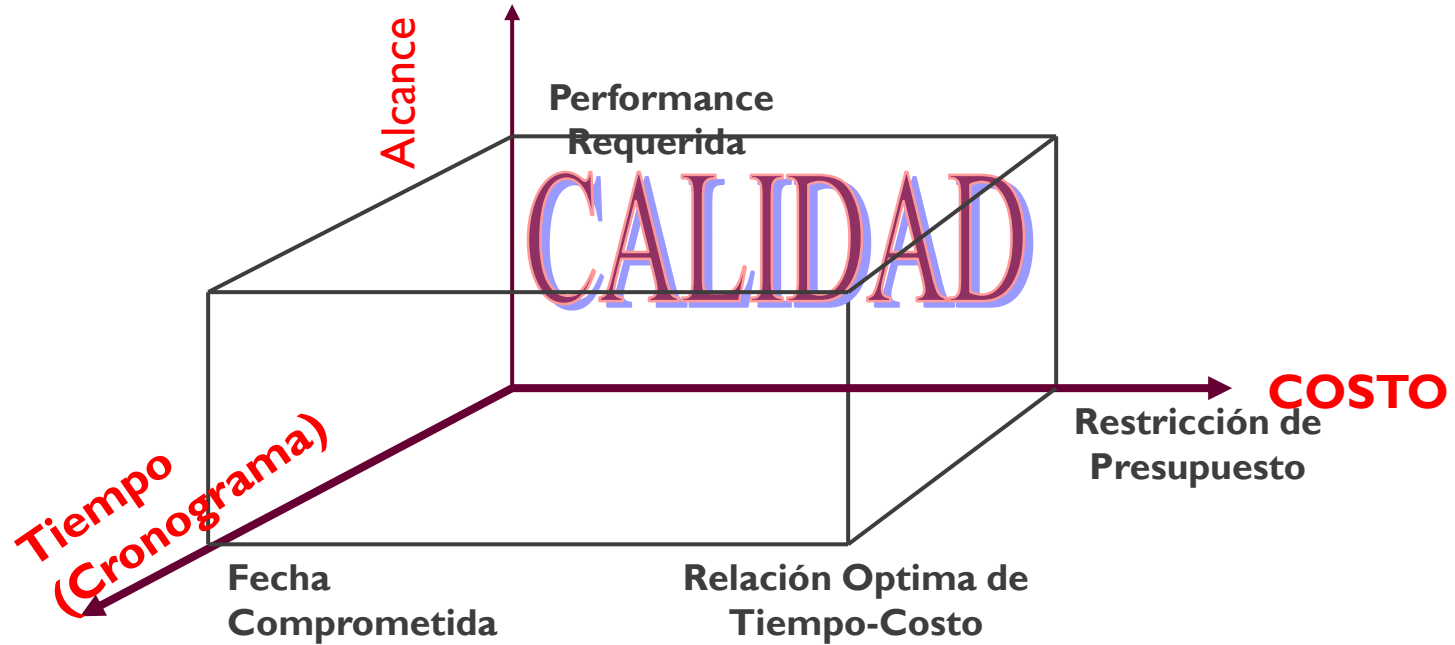 Alcance
Performance
Requerida
CALIDAD
COSTO
Restricción de
Presupuesto
Tiempo
(Cronograma)
Fecha
Comprometida
Relación Optima de
Tiempo-Costo